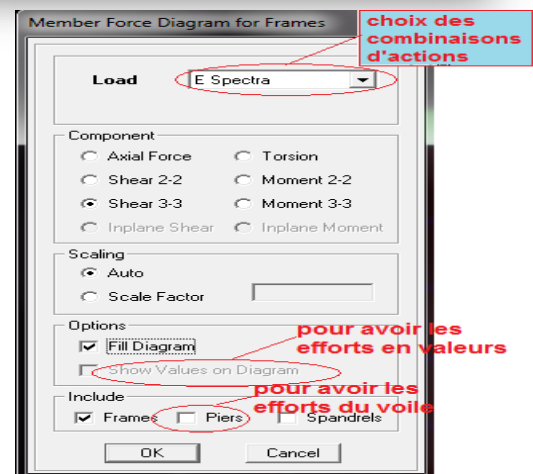 Member Force Diagram for Frames
choix des
combinaisons
d'actions
Load E Spectra
Component
Axial Force Torsion
Shear 2-2 Moment 2-2
Shear 3-3 Moment 3-3
Inplane Shear Inplane Moment
Scaling
Auto
Scale Factor
Options
pour avoir les
Fill Diagram efforts en valeurs
Show Values on Diagram
pour avoir les
Include
efforts du voile
Frames Piers Spandrels
OK Cancel